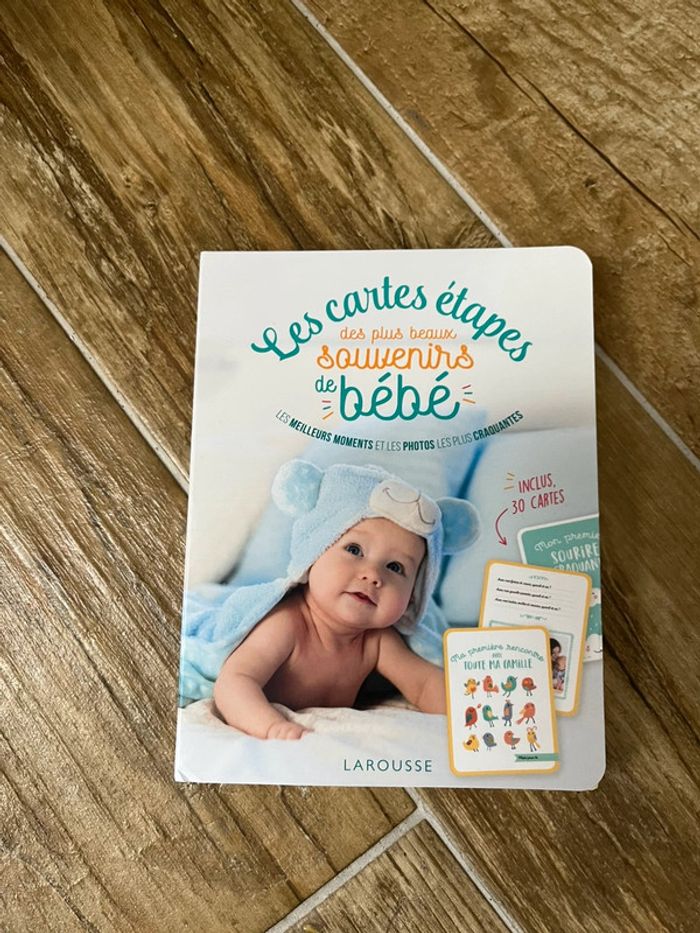 Les cartes étapes
des plus beaux
souvenirs
de bébé
LES MEILLEURS MOMENTS ET LES PHOTOS LES PLUS CRAQUANTES
INCLUS,
30 CARTES
Mon premier
SOURIRE
CRAQUANT
Ma première rencontre
avec
TOUTE MA FAMILLE
LAROUSSE